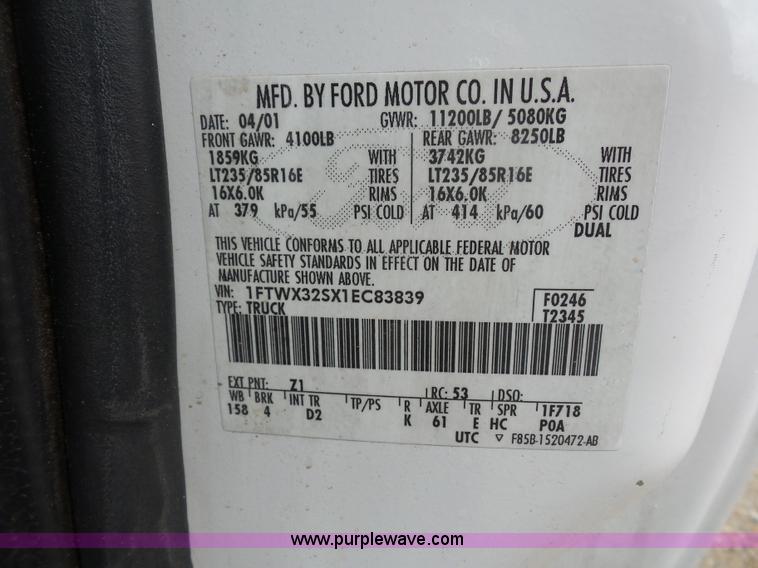 MFD. BY FORD MOTOR CO. IN U.S.A.
DATE: 04/01 GVWR: 11200LB/ 5080KG
FRONT GAWR: 4100LB REAR GAWR: 8250LB
1859KG WITH 3742KG WITH
LT235/85R16E TIRES LT235/85R16E TIRES
16X6.0K RIMS 16X6.0K RIMS
AT 379 kPa/55 PSI COLD AT 414 kPa/60 PSI COLD
DUAL
THIS VEHICLE CONFORMS TO ALL APPLICABLE FEDERAL MOTOR
VEHICLE SAFETY STANDARDS IN EFFECT ON THE DATE OF
MANUFACTURE SHOWN ABOVE.
VIN: 1FTWX32SX1EC83839 F0246
TYPE: TRUCK T2345
EXT PNT: Z1 RC: 53 DSO:
WB BRK INT TR TP/PS R AXLE TR SPR 1F718
158 4 D2 K 61 E HC POA
UTC ▽ F85B-1520472-AB
www.purplewave.com